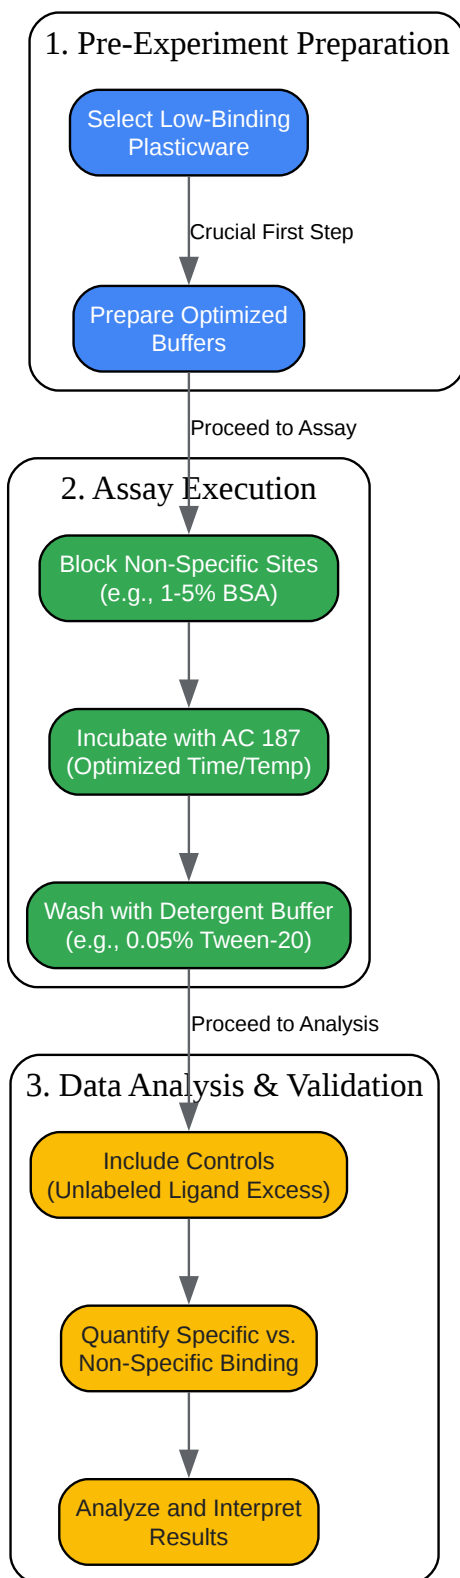 1. Pre-Experiment Preparation
Select Low-Binding
Plasticware
Crucial First Step
Prepare Optimized
Buffers
Proceed to Assay
2. Assay Execution
Block Non-Specific Sites
(e.g., 1-5% BSA)
Incubate with AC 187
(Optimized Time/Temp)
Wash with Detergent Buffer
(e.g., 0.05% Tween-20)
Proceed to Analysis
3. Data Analysis & Validation
Include Controls
(Unlabeled Ligand Excess)
Quantify Specific vs.
Non-Specific Binding
Analyze and Interpret
Results